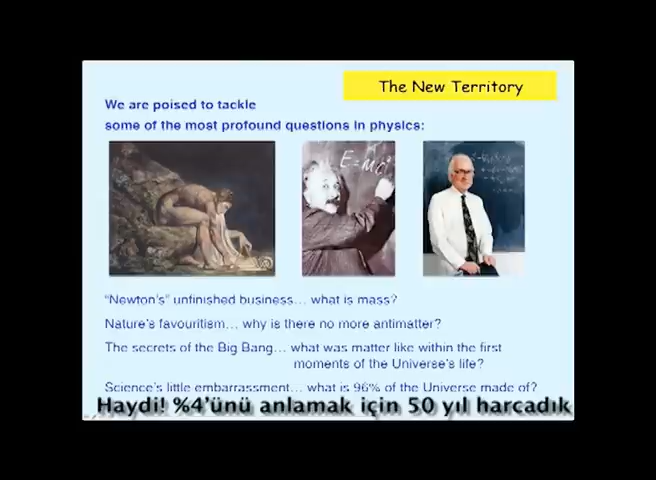 The New Territory
We are poised to tackle
some of the most profound questions in physics:
E=MC²
“Newton's” unfinished business... what is mass?
Nature's favouritism... why is there no more antimatter?
The secrets of the Big Bang... what was matter like within the first
moments of the Universe's life?
Science's little embarrassment... what is 96% of the Universe made of?
Haydi! %4'ünü anlamak için 50 yıl harcadık